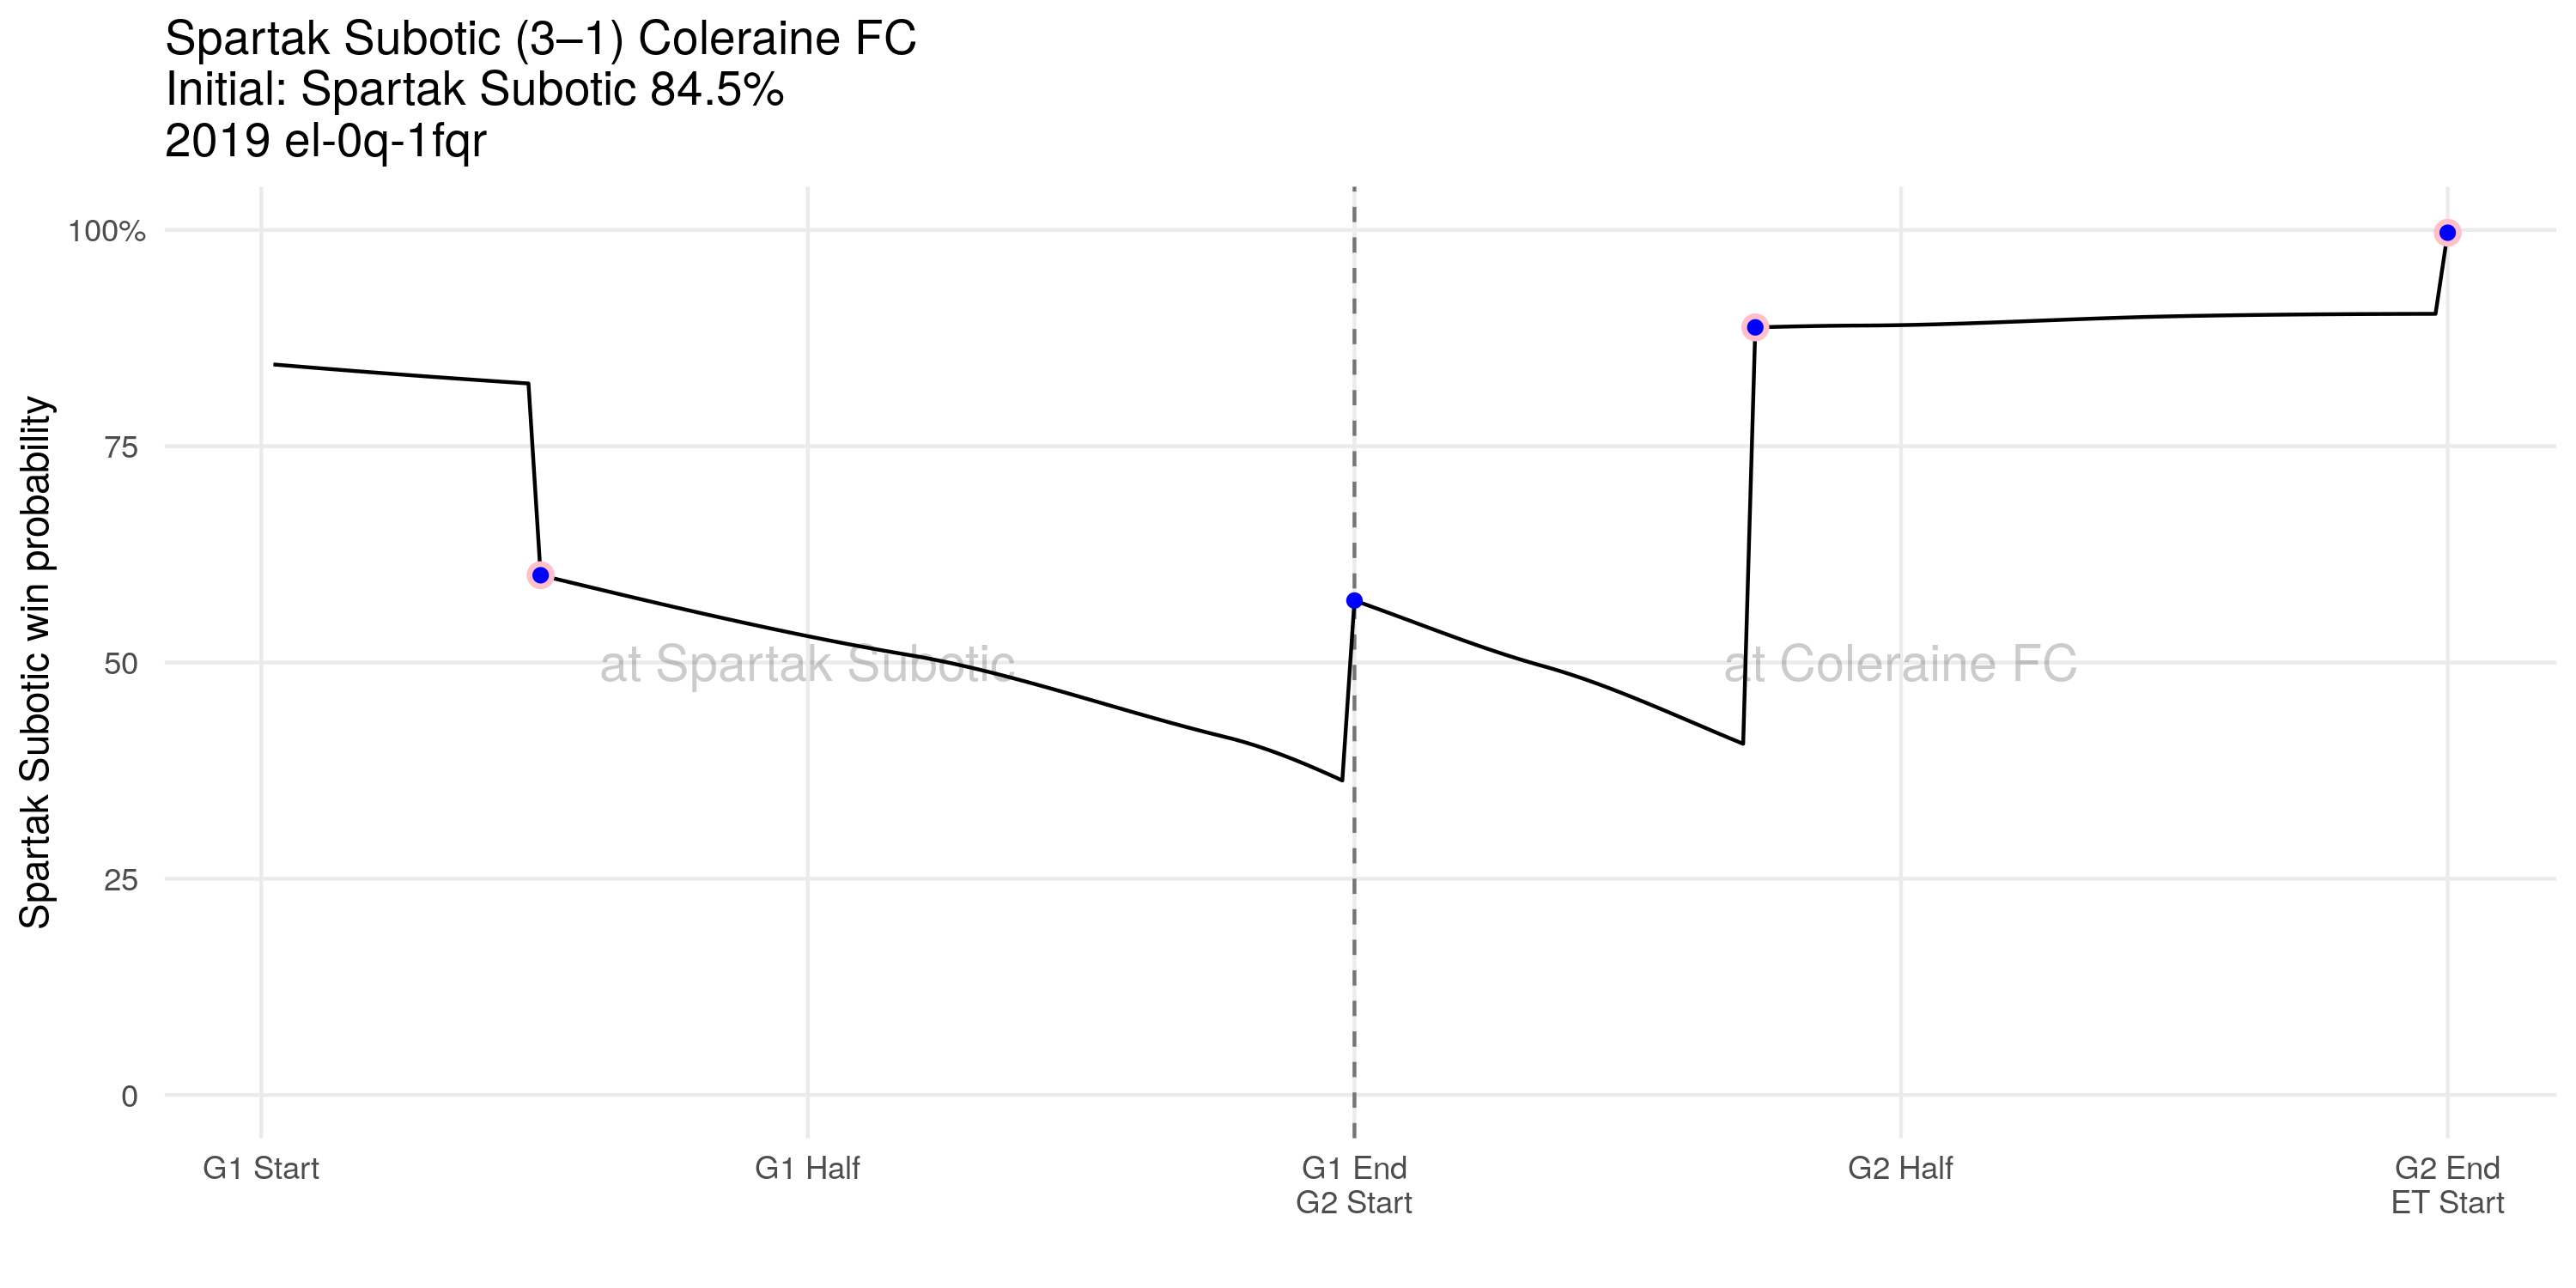 Spartak Subotic (3–1) Coleraine FC
Initial: Spartak Subotic 84.5%
2019 el-0q-1fqr
Spartak Subotic win probability
100%
75
50
25
0
at Spartak Subotic
at Coleraine FC
G1 Start
G1 Half
G1 End
G2 Start
G2 Half
G2 End
ET Start